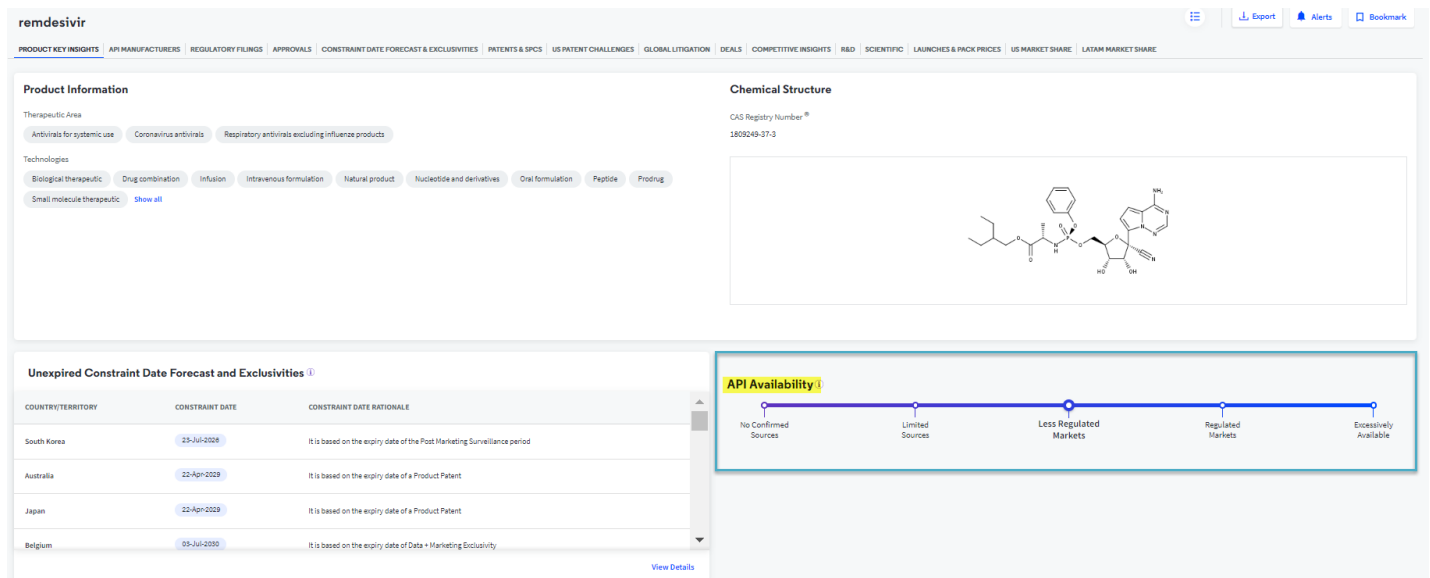 remdesivir
Export Alerts Bookmark
PRODUCT KEY INSIGHTS API MANUFACTURERS REGULATORY FILINGS APPROVALS CONSTRAINT DATE FORECAST & EXCLUSIVITIES PATENTS & SPCS US PATENT CHALLENGES GLOBAL LITIGATION DEALS COMPETITIVE INSIGHTS R&D SCIENTIFIC LAUNCHES & PACK PRICES US MARKET SHARE LATAM MARKET SHARE
Product Information
Therapeutic Area
Antivirals for systemic use Coronavirus antivirals Respiratory antivirals excluding influenze products
Technologies
Biological therapeutic Drug combination Infusion Intravenous formulation Natural product Nucleotide and derivatives Oral formulation Peptide Prodrug
Small molecule therapeutic Show all
Chemical Structure
CAS Registry Number ®
1809249-37-3
NH₂
N
N
N
O
O
P
O
O
O
N
H
O
N
HO
OH
Unexpired Constraint Date Forecast and Exclusivities
COUNTRY/TERRITORY CONSTRAINT DATE CONSTRAINT DATE RATIONALE
South Korea 23-Jul-2026 It is based on the expiry date of the Post Marketing Surveillance period
Australia 22-Apr-2029 It is based on the expiry date of a Product Patent
Japan 22-Apr-2029 It is based on the expiry date of a Product Patent
Belgium 03-Jul-2030 It is based on the expiry date of Data + Marketing Exclusivity
View Details
API Availability
No Confirmed
Sources
Limited
Sources
Less Regulated
Markets
Regulated
Markets
Excessively
Available